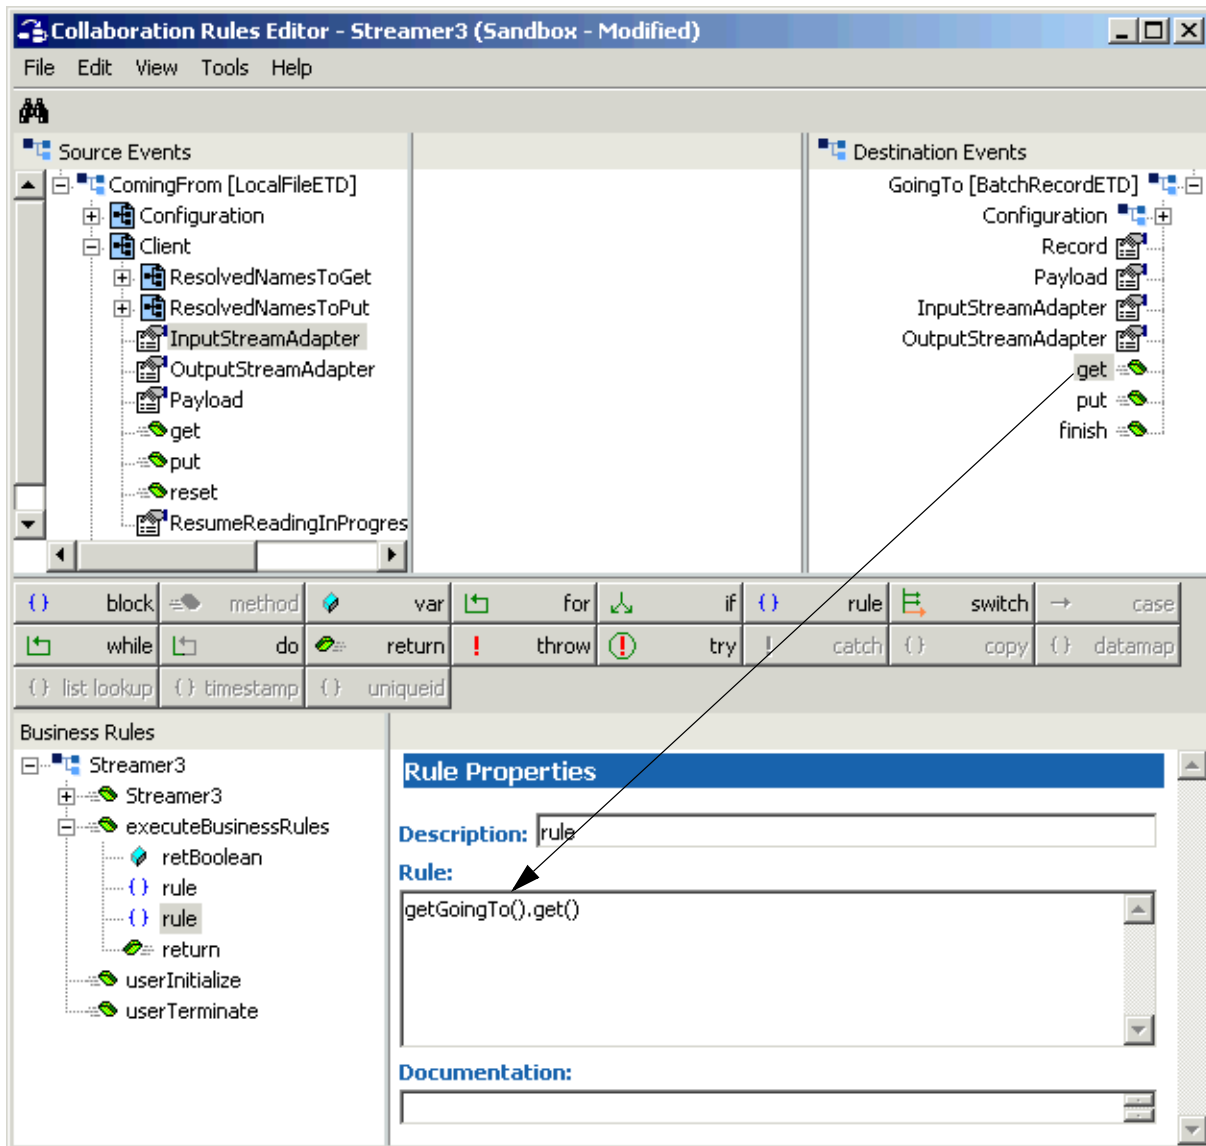 Collaboration Rules Editor - Streamer3 (Sandbox - Modified)
File Edit View Tools Help
Source Events
ComingFrom [LocalFileETD]
Configuration
Client
ResolvedNamesToGet
ResolvedNamesToPut
InputStreamAdapter
OutputStreamAdapter
Payload
get
put
reset
ResumeReadingInProgres
Destination Events
GoingTo [BatchRecordETD]
Configuration
Record
Payload
InputStreamAdapter
OutputStreamAdapter
get
put
finish
{} block method var for if {} rule switch case
while do return ! throw ! try ! catch {} copy {} datamap
{} list lookup {} timestamp {} uniqueid
Business Rules
Streamer3
Streamer3
executeBusinessRules
retBoolean
{} rule
{} rule
return
userInitialize
userTerminate
Rule Properties
Description: rule
Rule:
getGoingTo().get()
Documentation: